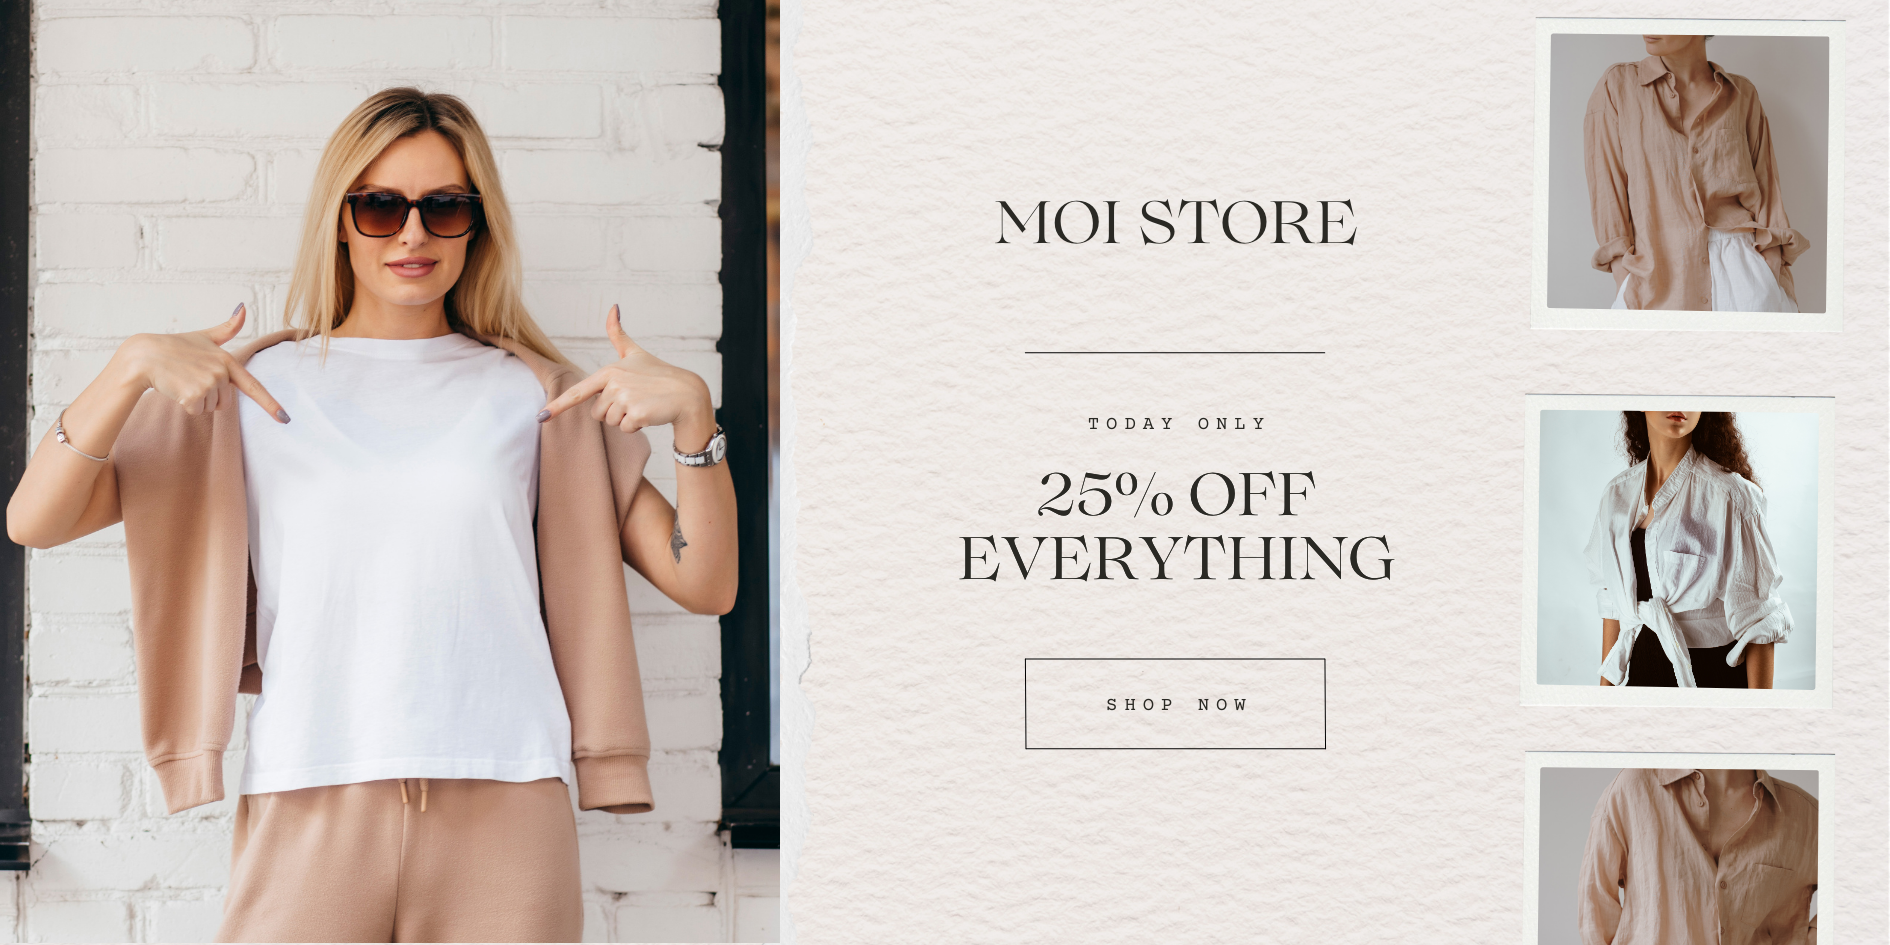 MOI STORE
TODAY ONLY
25% OFF
EVERYTHING
SHOP NOW